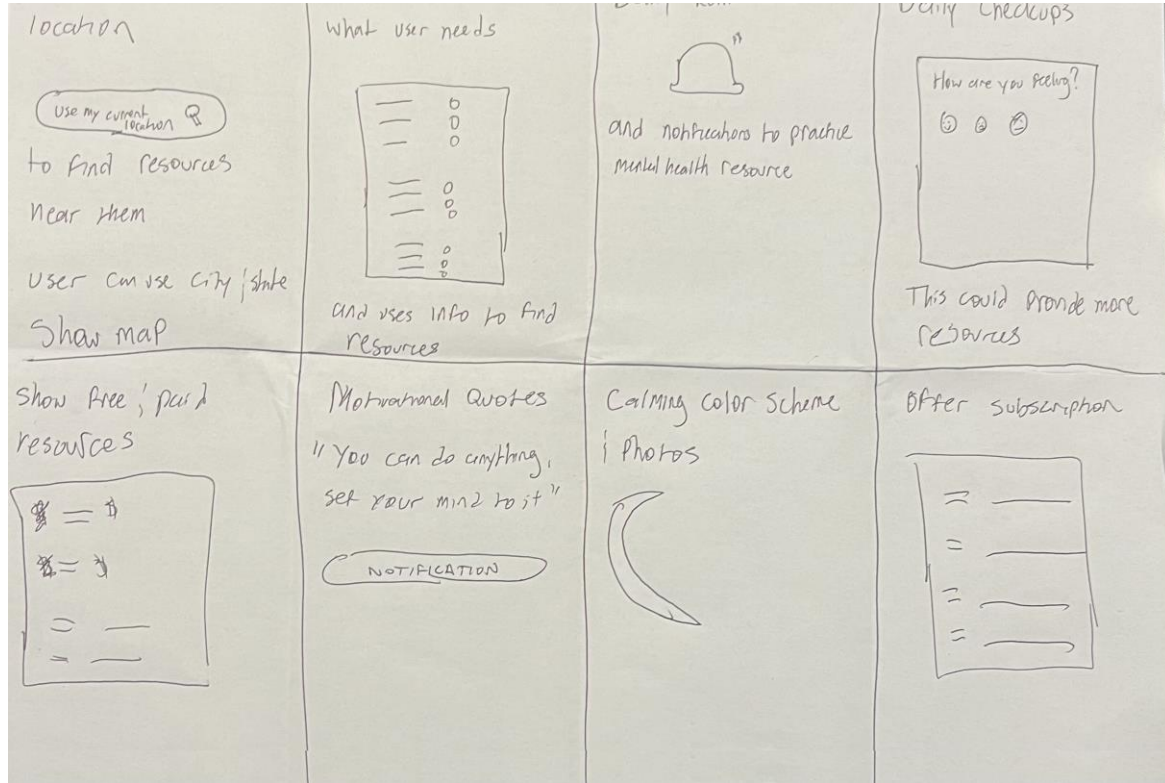 location
Use my current
location
to find resources
near them
User can use city & state
Show map
What user needs
and uses info to find
resources
and notifications to practice
mental health resource
Daily Checkups
How are you feeling?
This could provide more
resources
Show free & paid
resources
$ = $
$ = $
Motivational Quotes
"You can do anything,
set your mind to it"
NOTIFICATION
Calming color scheme
& Photos
Offer subscription